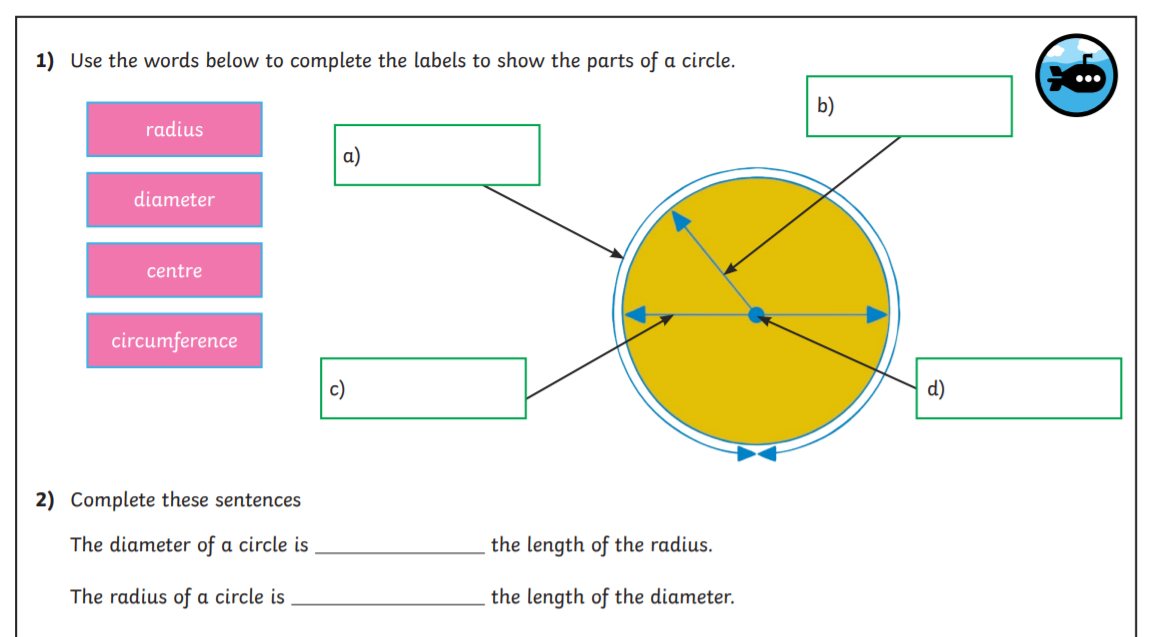 1) Use the words below to complete the labels to show the parts of a circle.
radius
diameter
centre
circumference
a)
b)
c)
d)
2) Complete these sentences
The diameter of a circle is ________________ the length of the radius.
The radius of a circle is __________________ the length of the diameter.